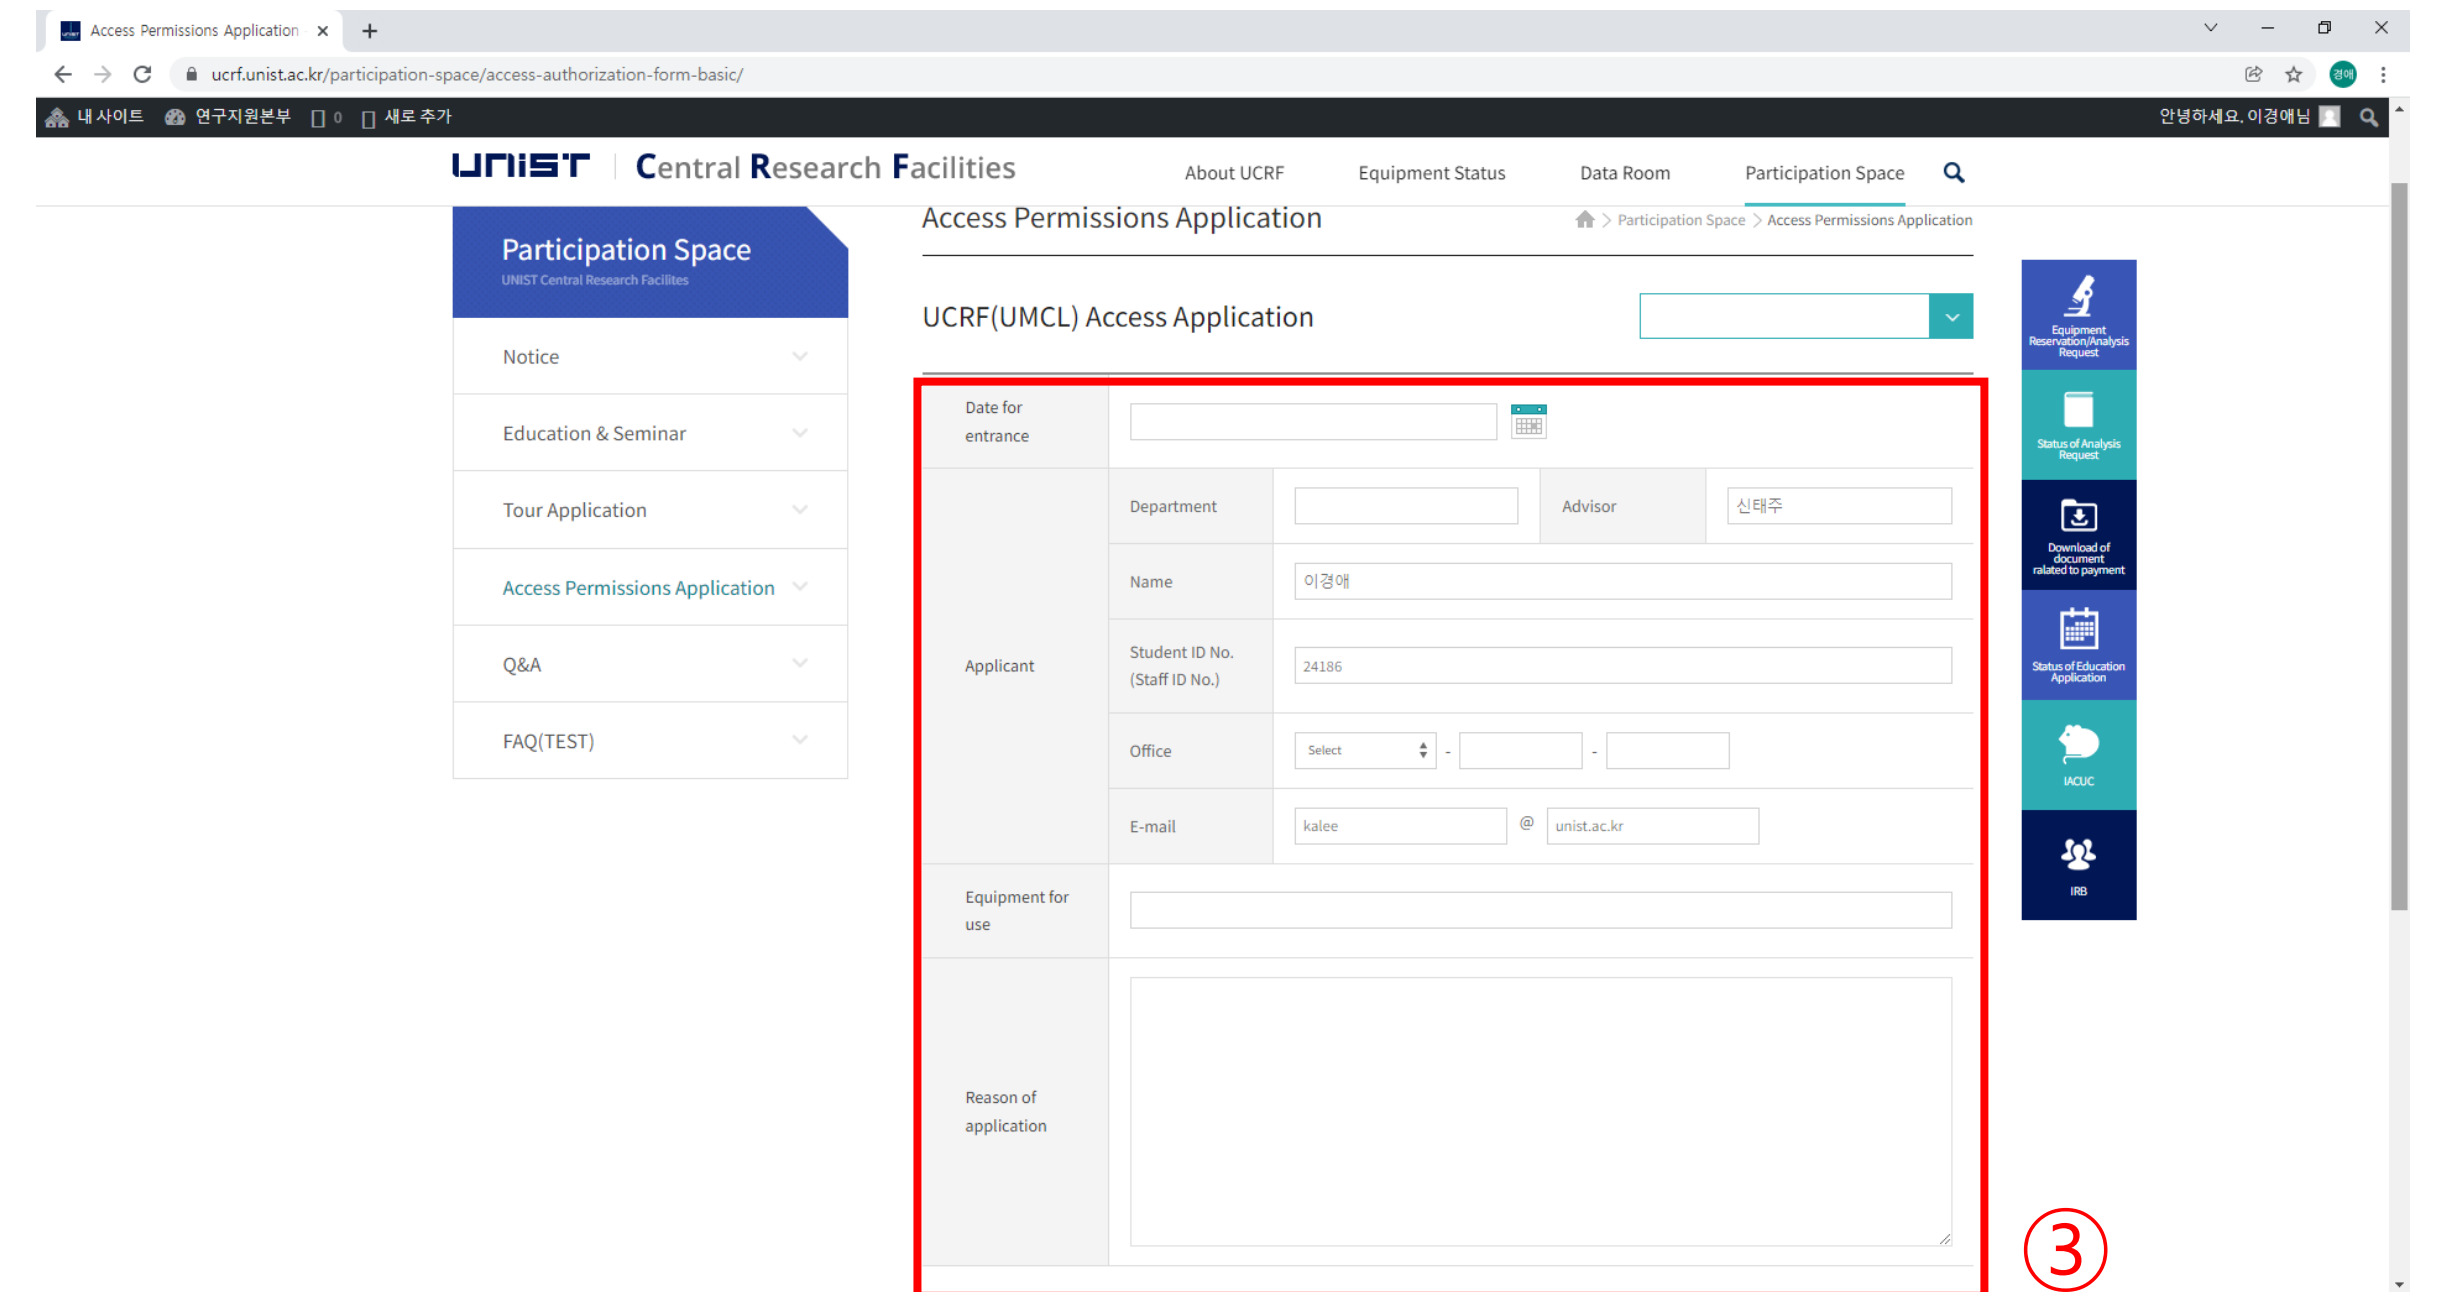 Access Permissions Application
ucrf.unist.ac.kr/participation-space/access-authorization-form-basic/
경애
내 사이트 연구지원본부 0 새로 추가
안녕하세요, 이경애님
UNIST Central Research Facilities
About UCRF Equipment Status Data Room Participation Space
Participation Space
UNIST Central Research Facilites
Notice
Education & Seminar
Tour Application
Access Permissions Application
Q&A
FAQ(TEST)
Access Permissions Application
> Participation Space > Access Permissions Application
UCRF(UMCL) Access Application
Date for
entrance
Applicant
Department
Advisor 신태주
Name 이경애
Student ID No.
(Staff ID No.)
24186
Office Select - -
E-mail kalee @ unist.ac.kr
Equipment for
use
Reason of
application
Equipment
Reservation/Analysis
Request
Status of Analysis
Request
Download of
document
ralated to payment
Status of Education
Application
IACUC
IRB
③